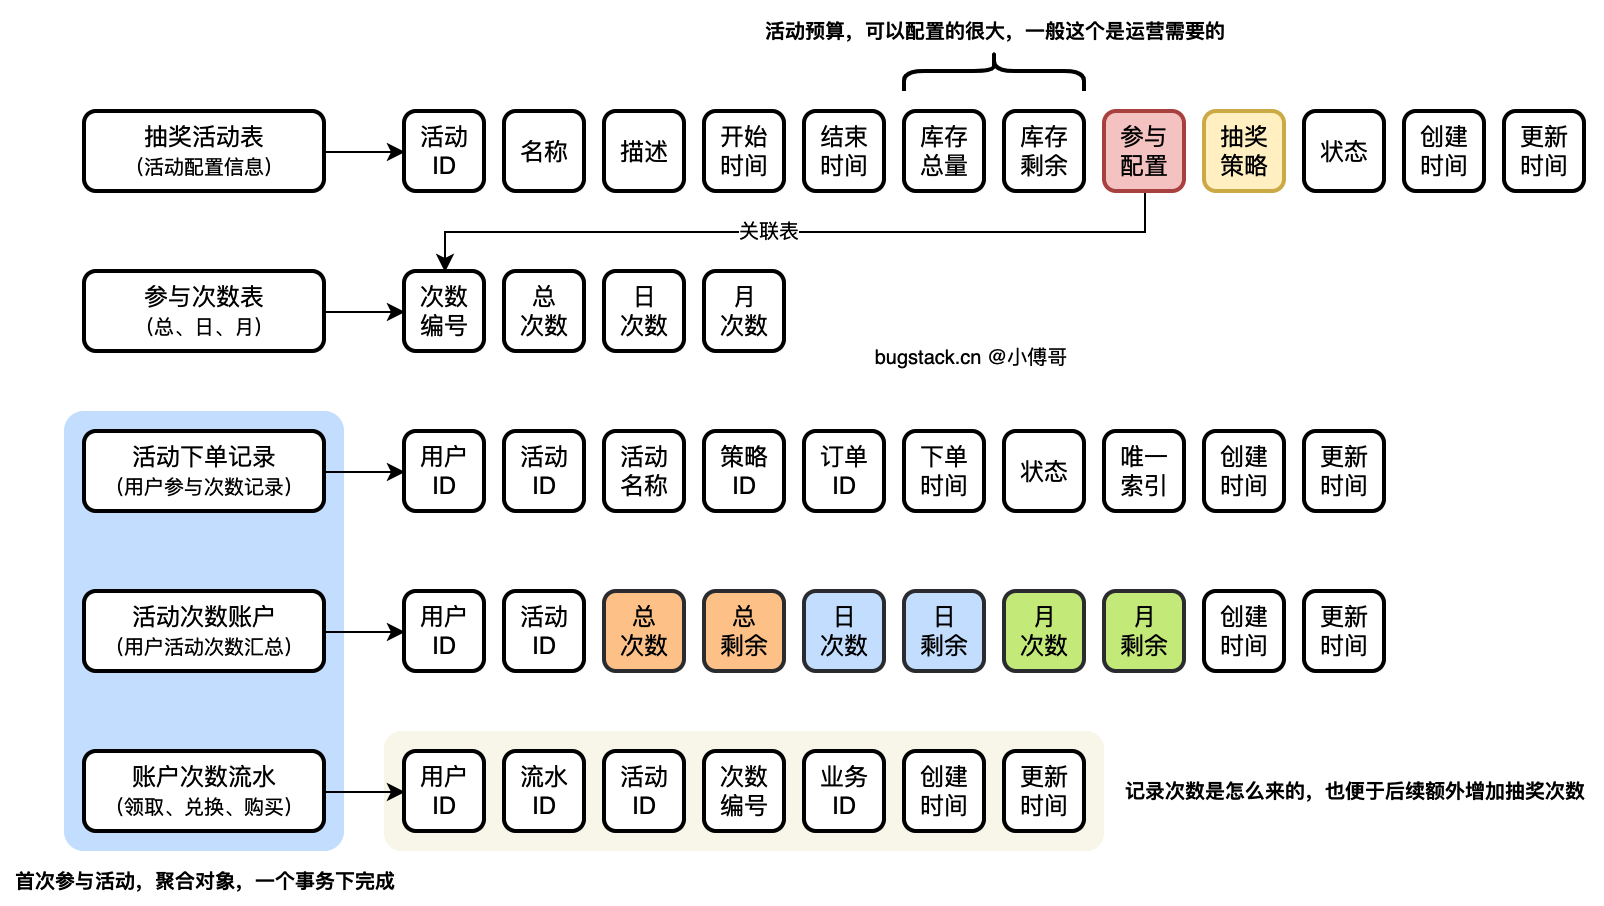 活动预算，可以配置的很大，一般这个是运营需要的
抽奖活动表
（活动配置信息）
活动
ID
名称
描述
开始
时间
结束
时间
库存
总量
库存
剩余
参与
配置
抽奖
策略
状态
创建
时间
更新
时间
关联表
参与次数表
（总、日、月）
次数
编号
总
次数
日
次数
月
次数
bugstack.cn @小傅哥
活动下单记录
（用户参与次数记录）
用户
ID
活动
ID
活动
名称
策略
ID
订单
ID
下单
时间
状态
唯一
索引
创建
时间
更新
时间
活动次数账户
（用户活动次数汇总）
用户
ID
活动
ID
总
次数
总
剩余
日
次数
日
剩余
月
次数
月
剩余
创建
时间
更新
时间
账户次数流水
（领取、兑换、购买）
用户
ID
流水
ID
活动
ID
次数
编号
业务
ID
创建
时间
更新
时间
记录次数是怎么来的，也便于后续额外增加抽奖次数
首次参与活动，聚合对象，一个事务下完成